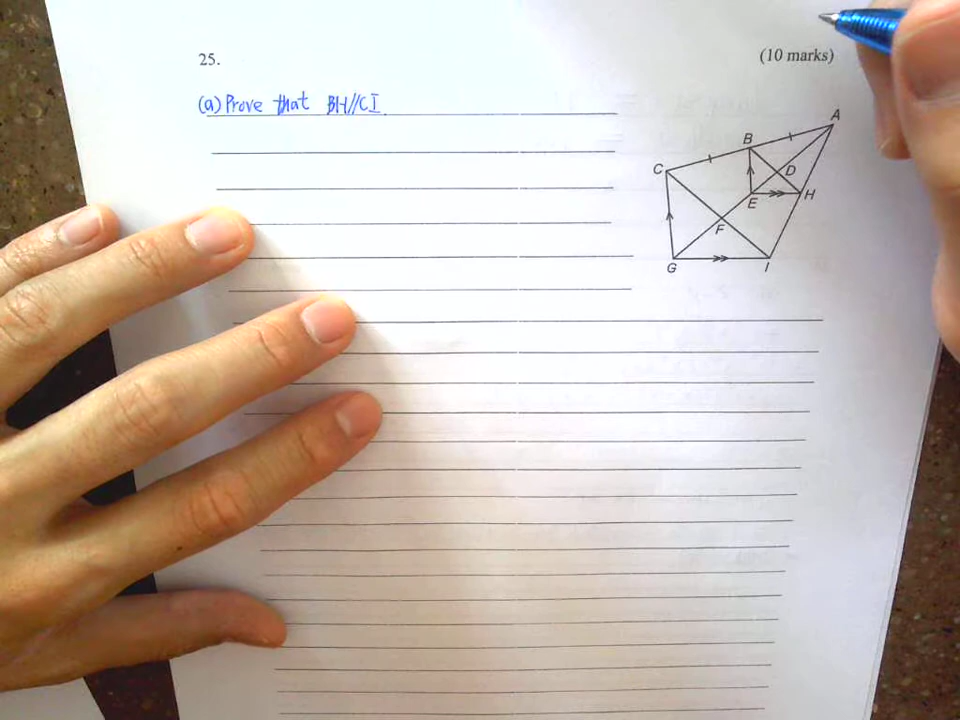 25.
(10 marks)
(a) Prove that BH//CI.
A
B
C
D
H
E
F
G
I